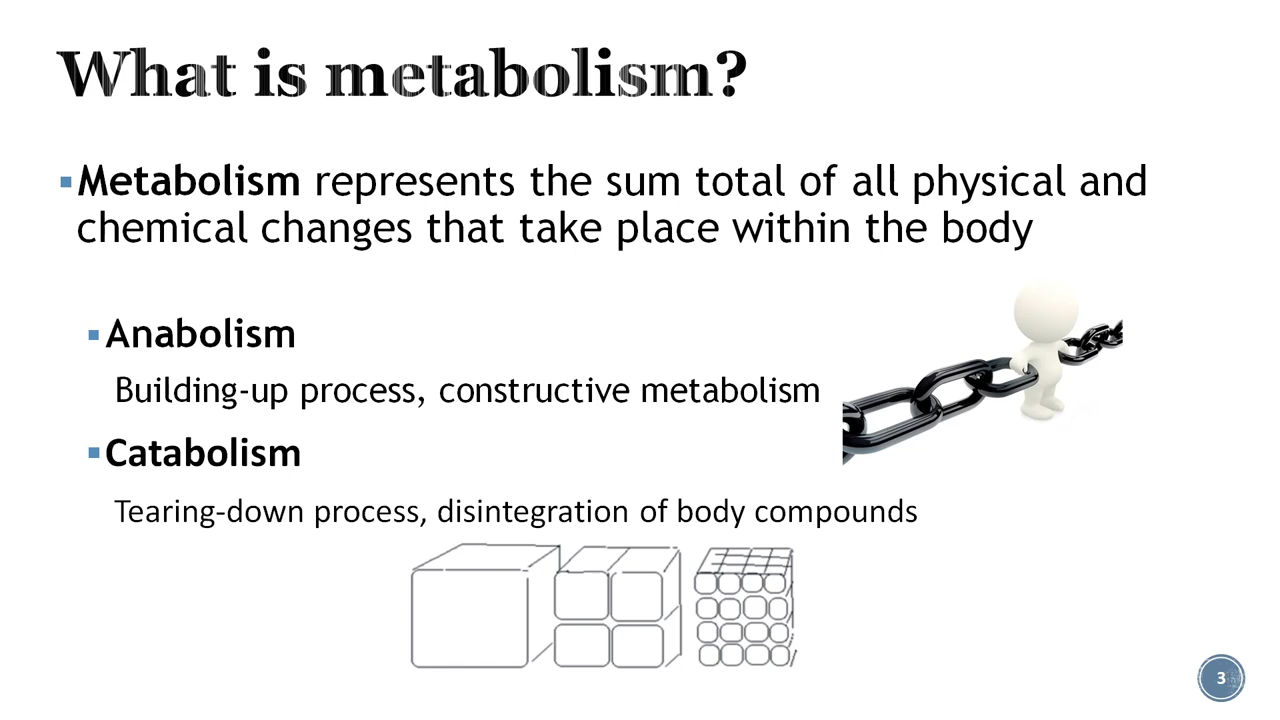 What is metabolism?
▪Metabolism represents the sum total of all physical and
chemical changes that take place within the body
▪Anabolism
Building-up process, constructive metabolism
▪Catabolism
Tearing-down process, disintegration of body compounds
3